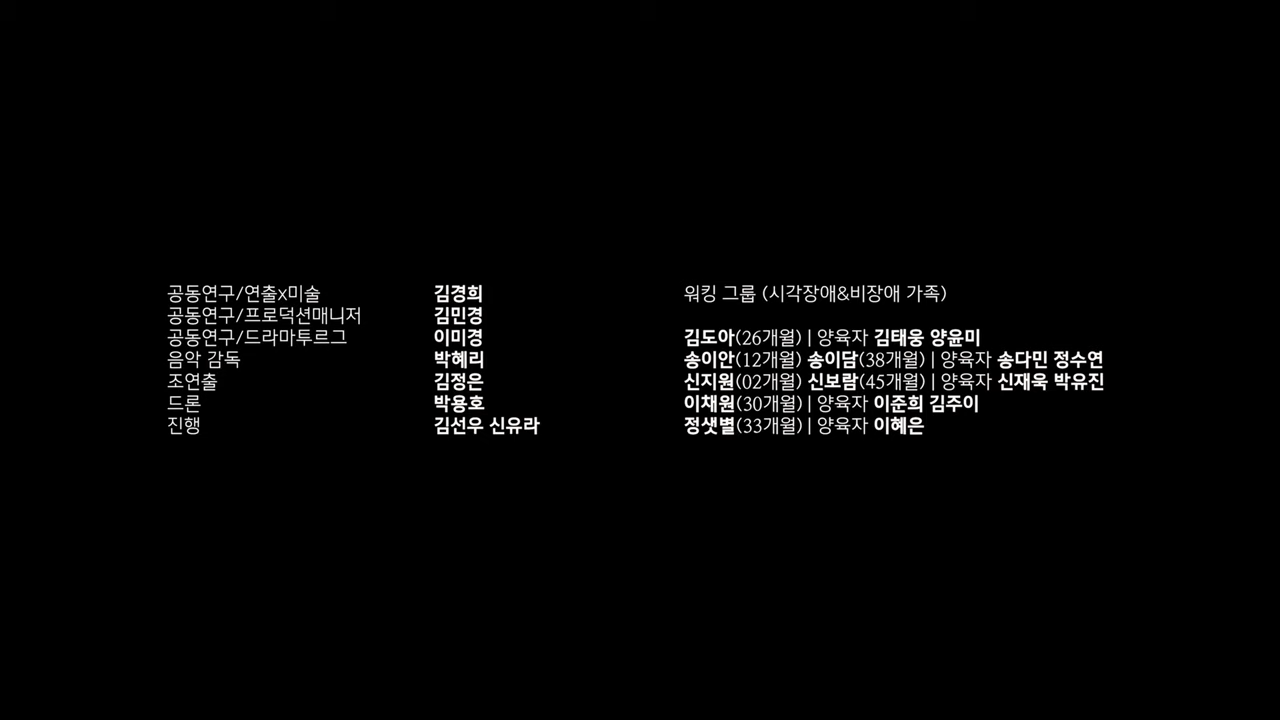 공동연구/연출x미술 김경희
공동연구/프로덕션매니저 김민경
공동연구/드라마투르그 이미경
음악 감독 박혜리
조연출 김정은
드론 박용호
진행 김선우 신유라
워킹 그룹 (시각장애&비장애 가족)
김도아(26개월) | 양육자 김태웅 양윤미
송이안(12개월) 송이담(38개월) | 양육자 송다민 정수연
신지원(02개월) 신보람(45개월) | 양육자 신재욱 박유진
이채원(30개월) | 양육자 이준희 김주이
정샛별(33개월) | 양육자 이혜은